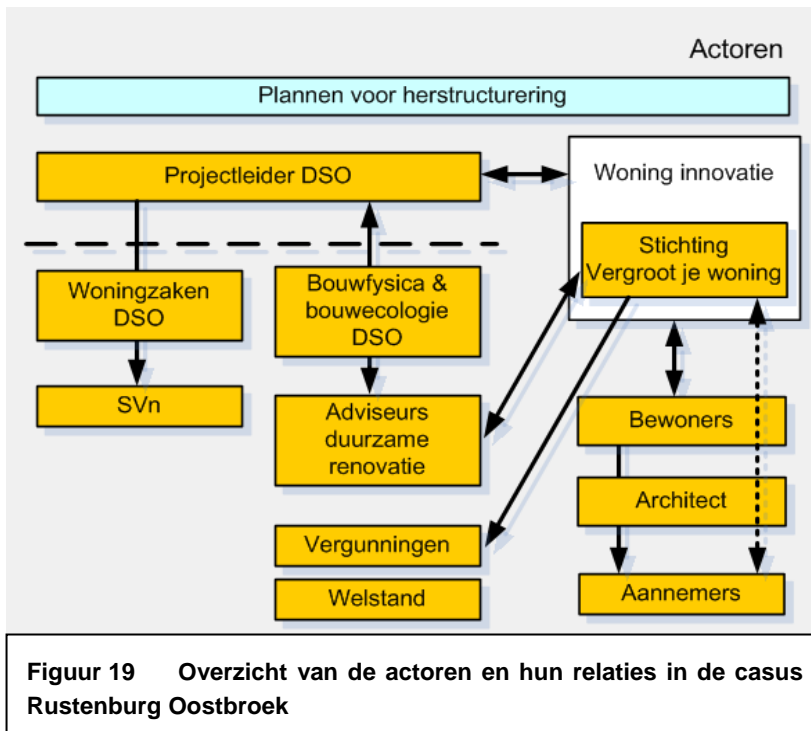 Actoren
Plannen voor herstructurering
Projectleider DSO
Woning innovatie
Stichting
Vergroot je woning
Woningzaken
DSO
Bouwfysica &
bouwecologie
DSO
SVn
Adviseurs
duurzame
renovatie
Bewoners
Architect
Vergunningen
Welstand
Aannemers
Figuur 19 Overzicht van de actoren en hun relaties in de casus
Rustenburg Oostbroek